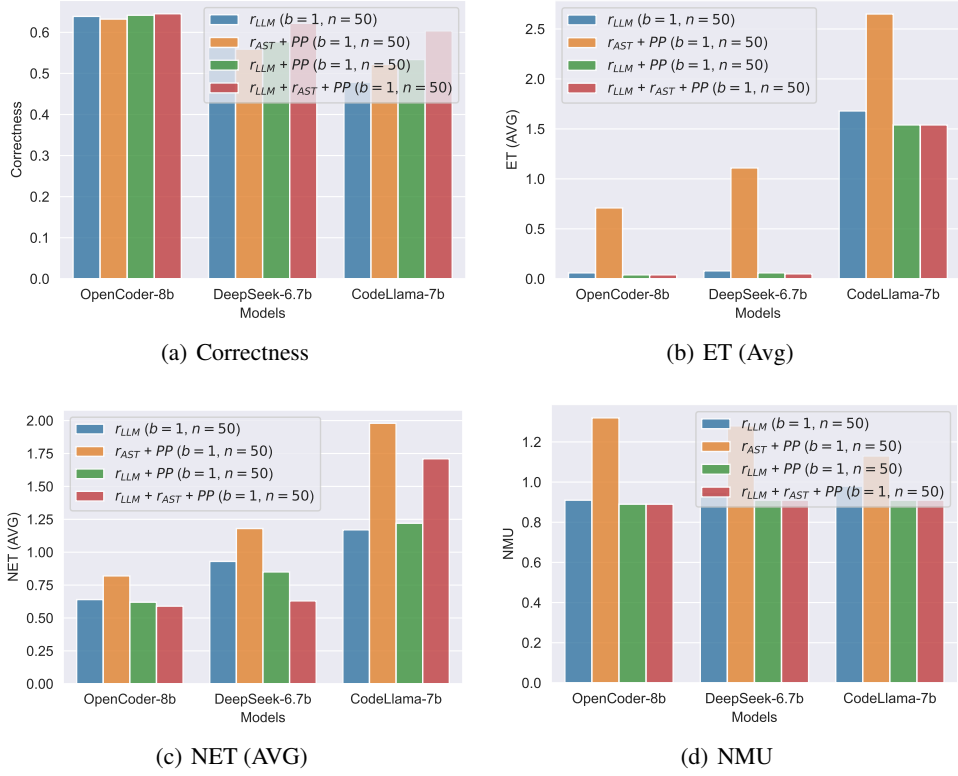 Correctness
0.6
0.5
0.4
0.3
0.2
0.1
0.0
r_LLM (b = 1, n = 50)
r_AST + PP (b = 1, n = 50)
r_LLM + PP (b = 1, n = 50)
r_LLM + r_AST + PP (b = 1, n = 50)
OpenCoder-8b DeepSeek-6.7b CodeLlama-7b
Models
(a) Correctness
ET (AVG)
2.5
2.0
1.5
1.0
0.5
0.0
r_LLM (b = 1, n = 50)
r_AST + PP (b = 1, n = 50)
r_LLM + PP (b = 1, n = 50)
r_LLM + r_AST + PP (b = 1, n = 50)
OpenCoder-8b DeepSeek-6.7b CodeLlama-7b
Models
(b) ET (Avg)
NET (AVG)
2.00
1.75
1.50
1.25
1.00
0.75
0.50
0.25
0.00
r_LLM (b = 1, n = 50)
r_AST + PP (b = 1, n = 50)
r_LLM + PP (b = 1, n = 50)
r_LLM + r_AST + PP (b = 1, n = 50)
OpenCoder-8b DeepSeek-6.7b CodeLlama-7b
Models
(c) NET (AVG)
NMU
1.2
1.0
0.8
0.6
0.4
0.2
0.0
r_LLM (b = 1, n = 50)
r_AST + PP (b = 1, n = 50)
r_LLM + PP (b = 1, n = 50)
r_LLM + r_AST + PP (b = 1, n = 50)
OpenCoder-8b DeepSeek-6.7b CodeLlama-7b
Models
(d) NMU